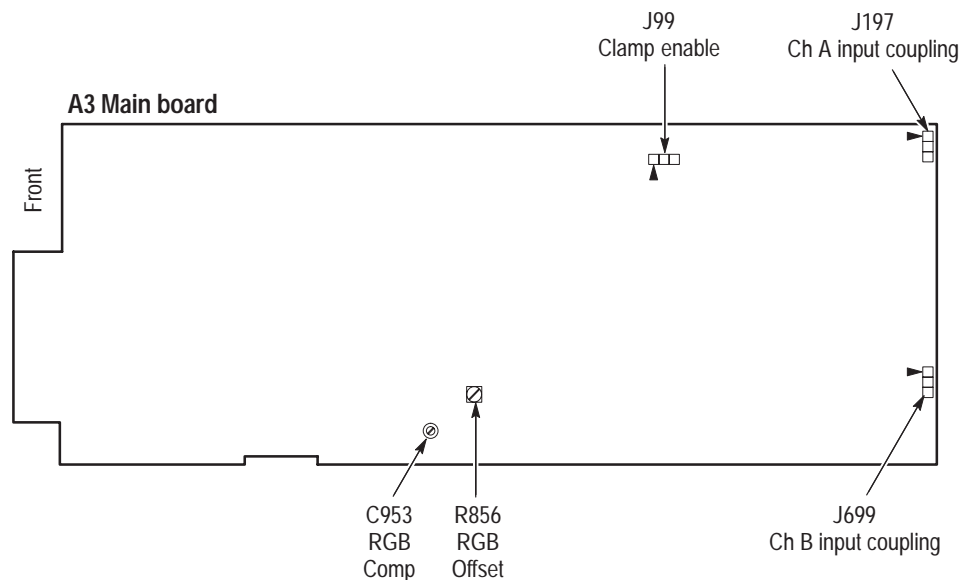 J99
Clamp enable
J197
Ch A input coupling
A3 Main board
Front
C953
RGB
Comp
R856
RGB
Offset
J699
Ch B input coupling